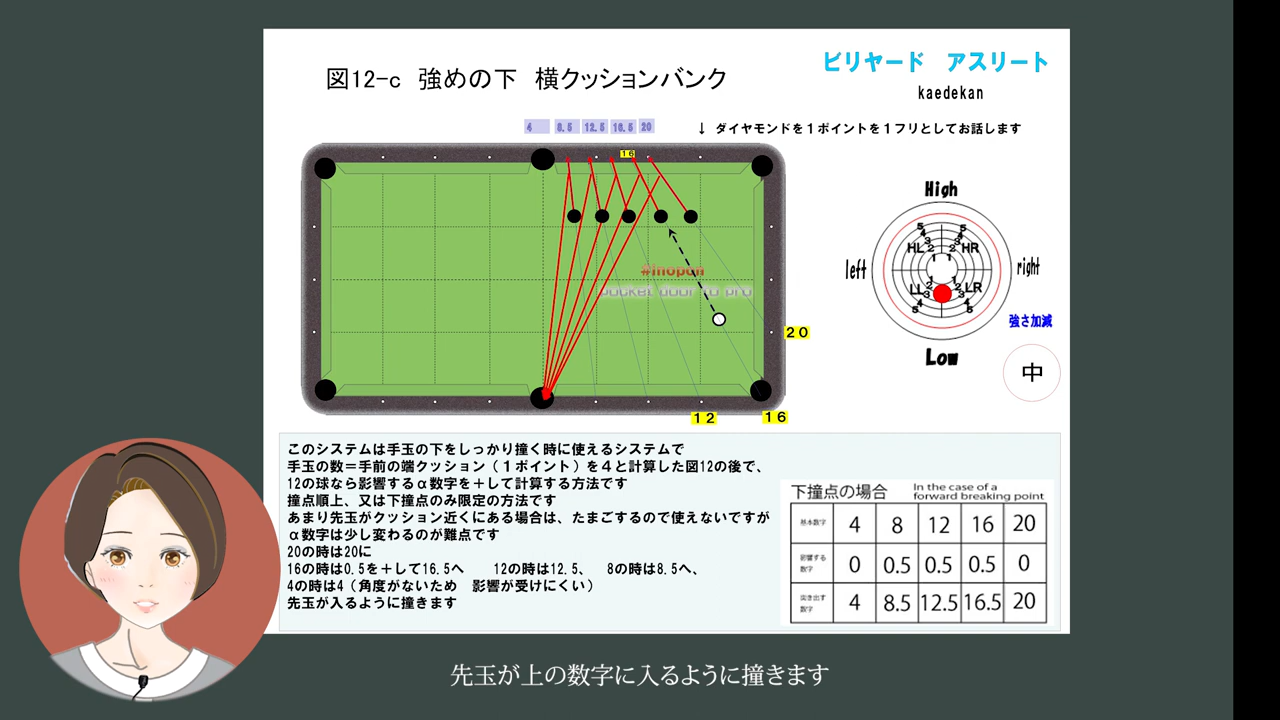 図12-c 強めの下 横クッションバンク
ビリヤード アスリート
kaedekan
4 8.5 12.5 16.5 20
↓ ダイヤモンドを1ポイントを1フリとしてお話します
16
#inopon
pocket door to pro
20
12 16
High
5 4 3 2 1 HL HR 1 2 3 4 5
left right
LL LR
強さ加減
Low
中
このシステムは手玉の下をしっかり撞く時に使えるシステムで
手玉の数=手前の端クッション(1ポイント)を4と計算した図12の後で、
12の球なら影響するα数字を+して計算する方法です
撞点順上、又は下撞点のみ限定の方法です
あまり先玉がクッション近くにある場合は、たまごするので使えないですが
α数字は少し変わるのが難点です
20の時は20に
16の時は0.5を+して16.5へ 12の時は12.5、 8の時は8.5へ、
4の時は4(角度がないため 影響が受けにくい)
先玉が入るように撞きます
下撞点の場合 In the case of a forward breaking point
基本数字 4 8 12 16 20
影響する数字 0 0.5 0.5 0.5 0
突き出す数字 4 8.5 12.5 16.5 20
先玉が上の数字に入るように撞きます